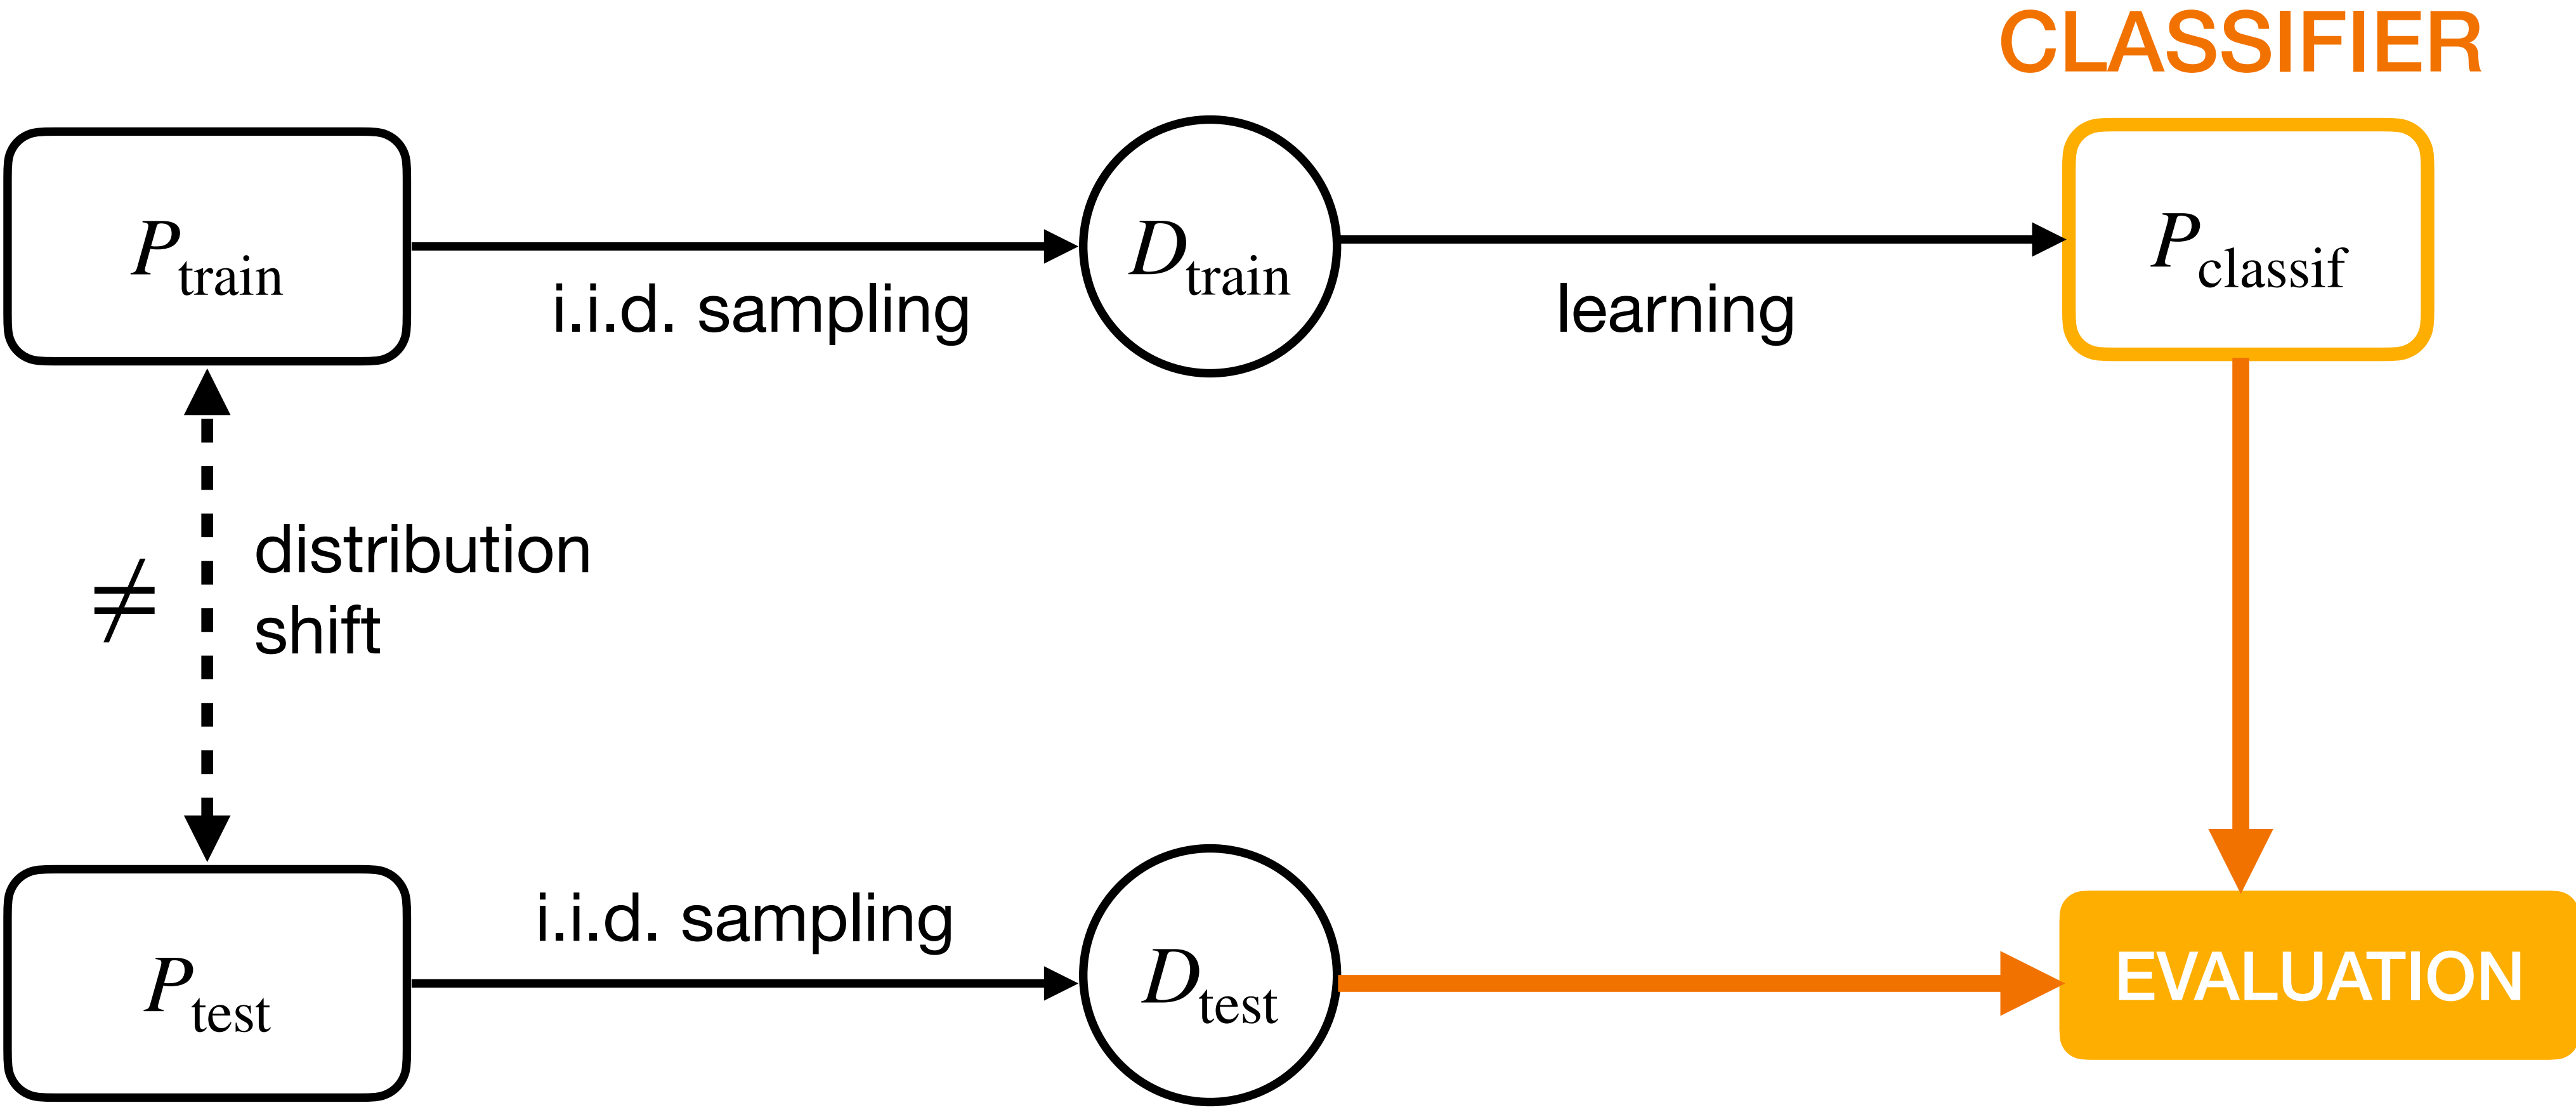 CLASSIFIER
P_train
i.i.d. sampling
D_train
learning
P_classif
≠
distribution
shift
P_test
i.i.d. sampling
D_test
EVALUATION